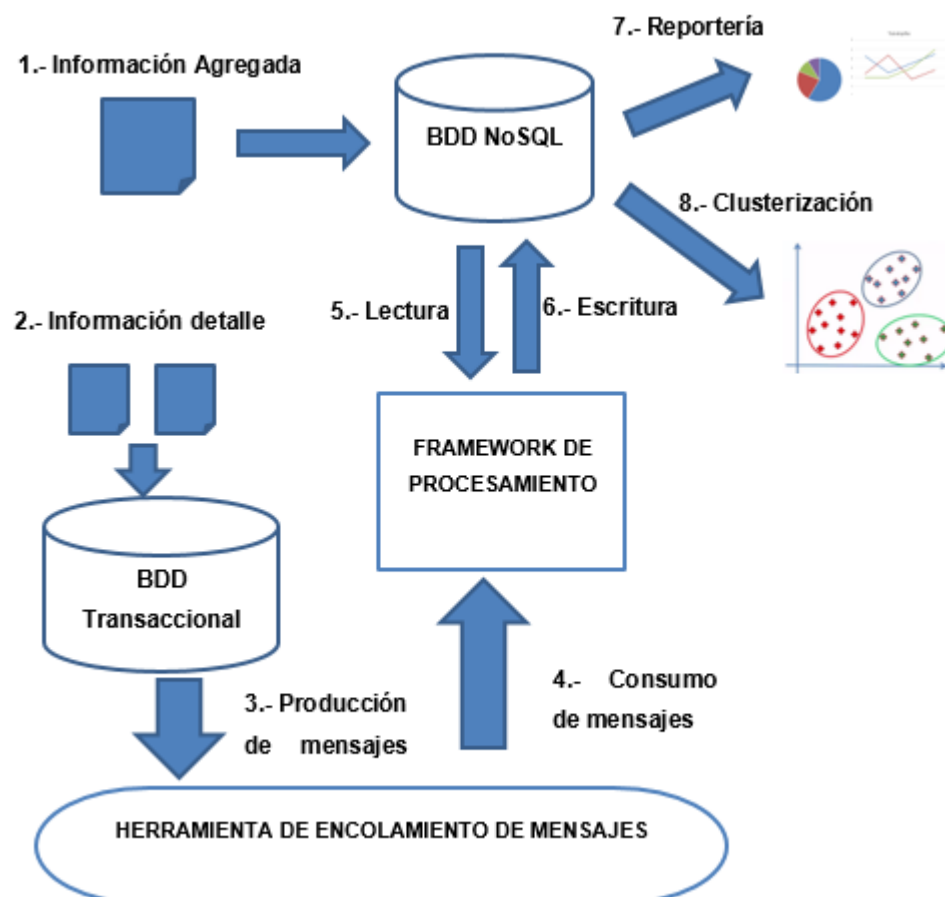 7.- Reportería
1.- Información Agregada
BDD NoSQL
8.- Clusterización
2.- Información detalle
5.- Lectura
6.- Escritura
FRAMEWORK DE
PROCESAMIENTO
BDD
Transaccional
3.- Producción
de mensajes
4.- Consumo
de mensajes
HERRAMIENTA DE ENCOLAMIENTO DE MENSAJES